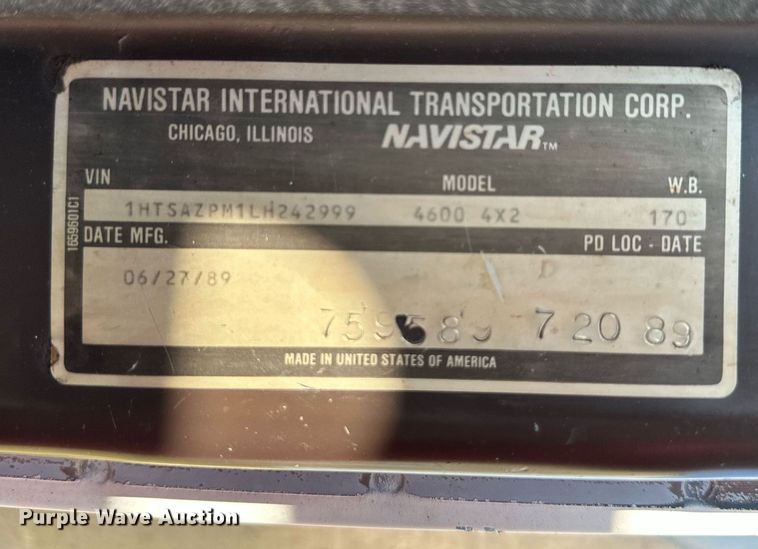 NAVISTAR INTERNATIONAL TRANSPORTATION CORP.
CHICAGO, ILLINOIS NAVISTAR™
VIN MODEL W.B.
1HTSAZPM1LH242999 4600 4X2 170
1659601C1
DATE MFG. PD LOC - DATE
06/27/89 D
7 20 89
MADE IN UNITED STATES OF AMERICA
Purple Wave Auction